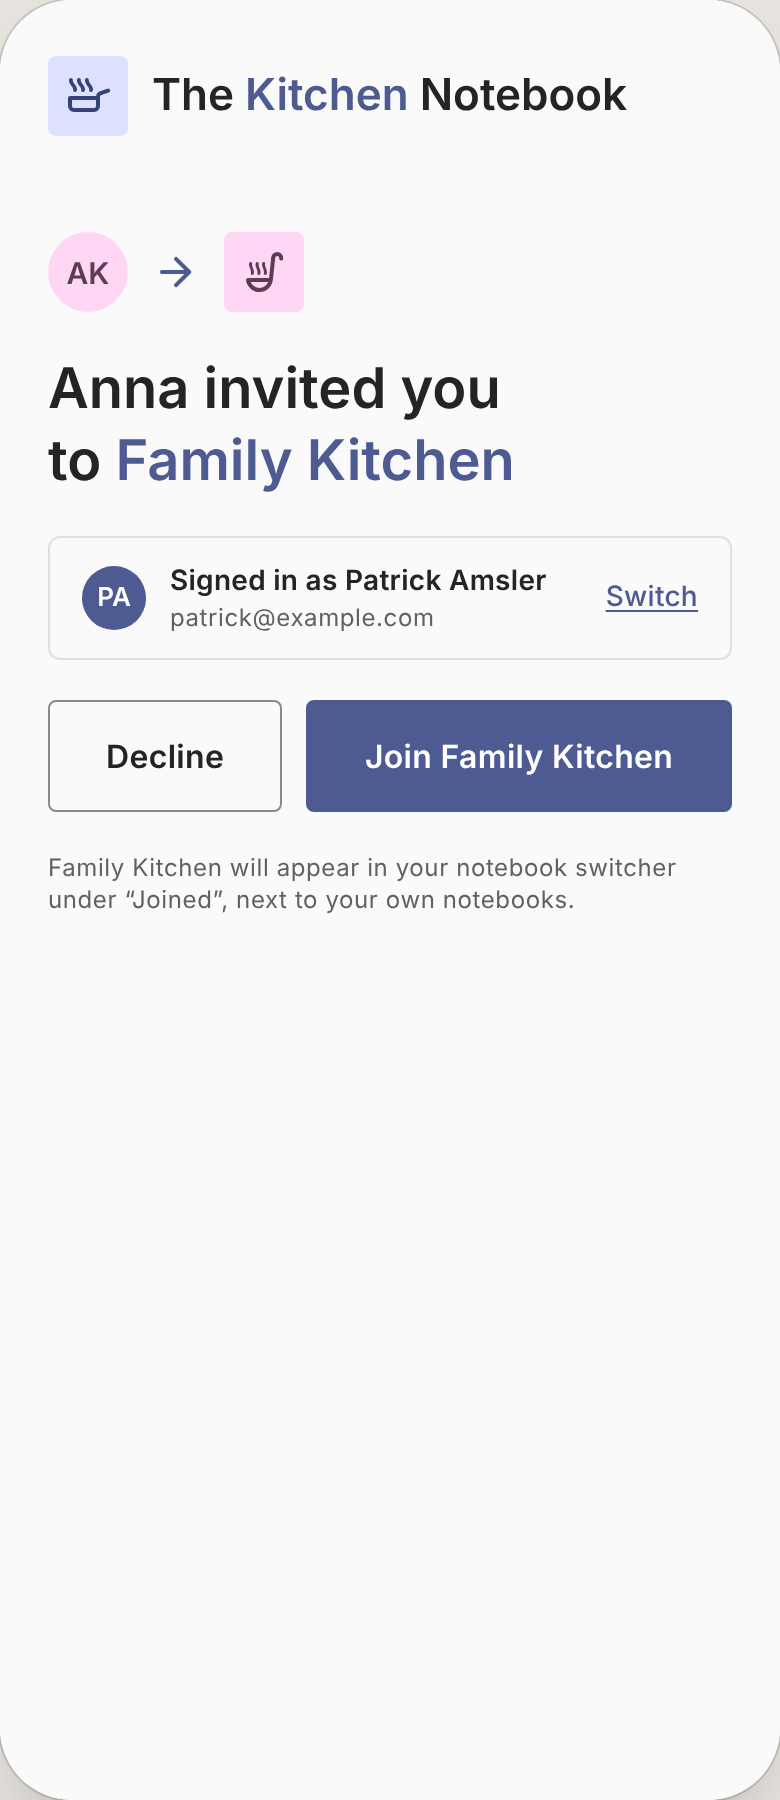 The Kitchen Notebook
AK
Anna invited you
to Family Kitchen
PA
Signed in as Patrick Amsler
patrick@example.com
Switch
Decline
Join Family Kitchen
Family Kitchen will appear in your notebook switcher
under “Joined”, next to your own notebooks.